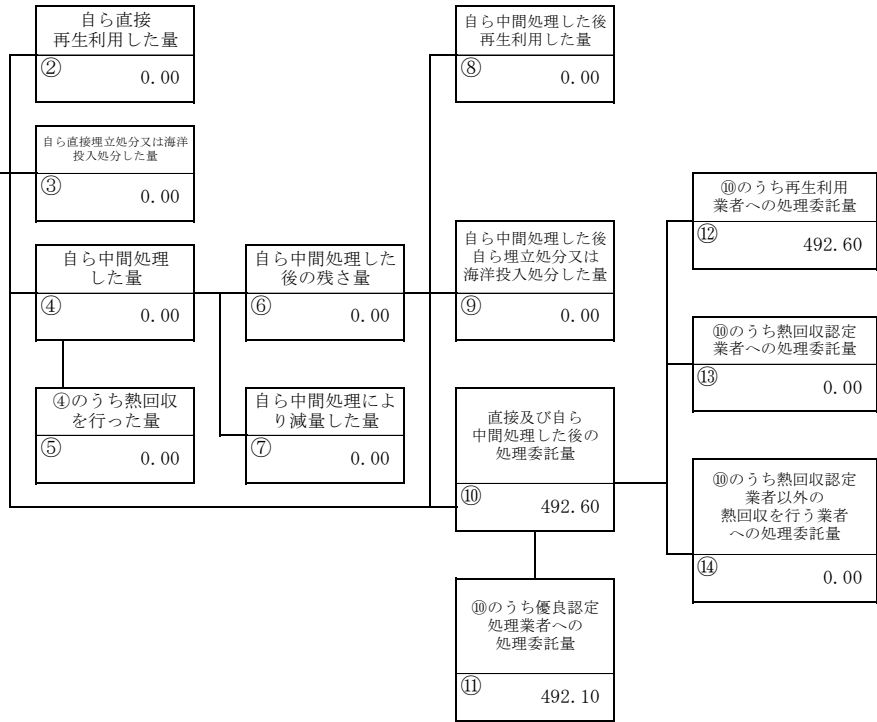 自ら直接
再生利用した量
②
0.00
自ら直接埋立処分又は海洋
投入処分した量
③
0.00
自ら中間処理
した量
④
0.00
④のうち熱回収
を行った量
⑤
0.00
自ら中間処理した
後の残さ量
⑥
0.00
自ら中間処理によ
り減量した量
⑦
0.00
自ら中間処理した後
再生利用した量
⑧
0.00
自ら中間処理した後
自ら埋立処分又は
海洋投入処分した量
⑨
0.00
直接及び自ら
中間処理した後の
処理委託量
⑩
492.60
⑩のうち優良認定
処理業者への
処理委託量
⑪
492.10
⑩のうち再生利用
業者への処理委託量
⑫
492.60
⑩のうち熱回収認定
業者への処理委託量
⑬
0.00
⑩のうち熱回収認定
業者以外の
熱回収を行う業者
への処理委託量
⑭
0.00